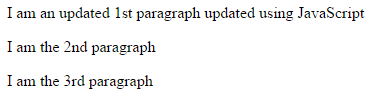 I am an updated 1st paragraph updated using JavaScript
I am the 2nd paragraph
I am the 3rd paragraph